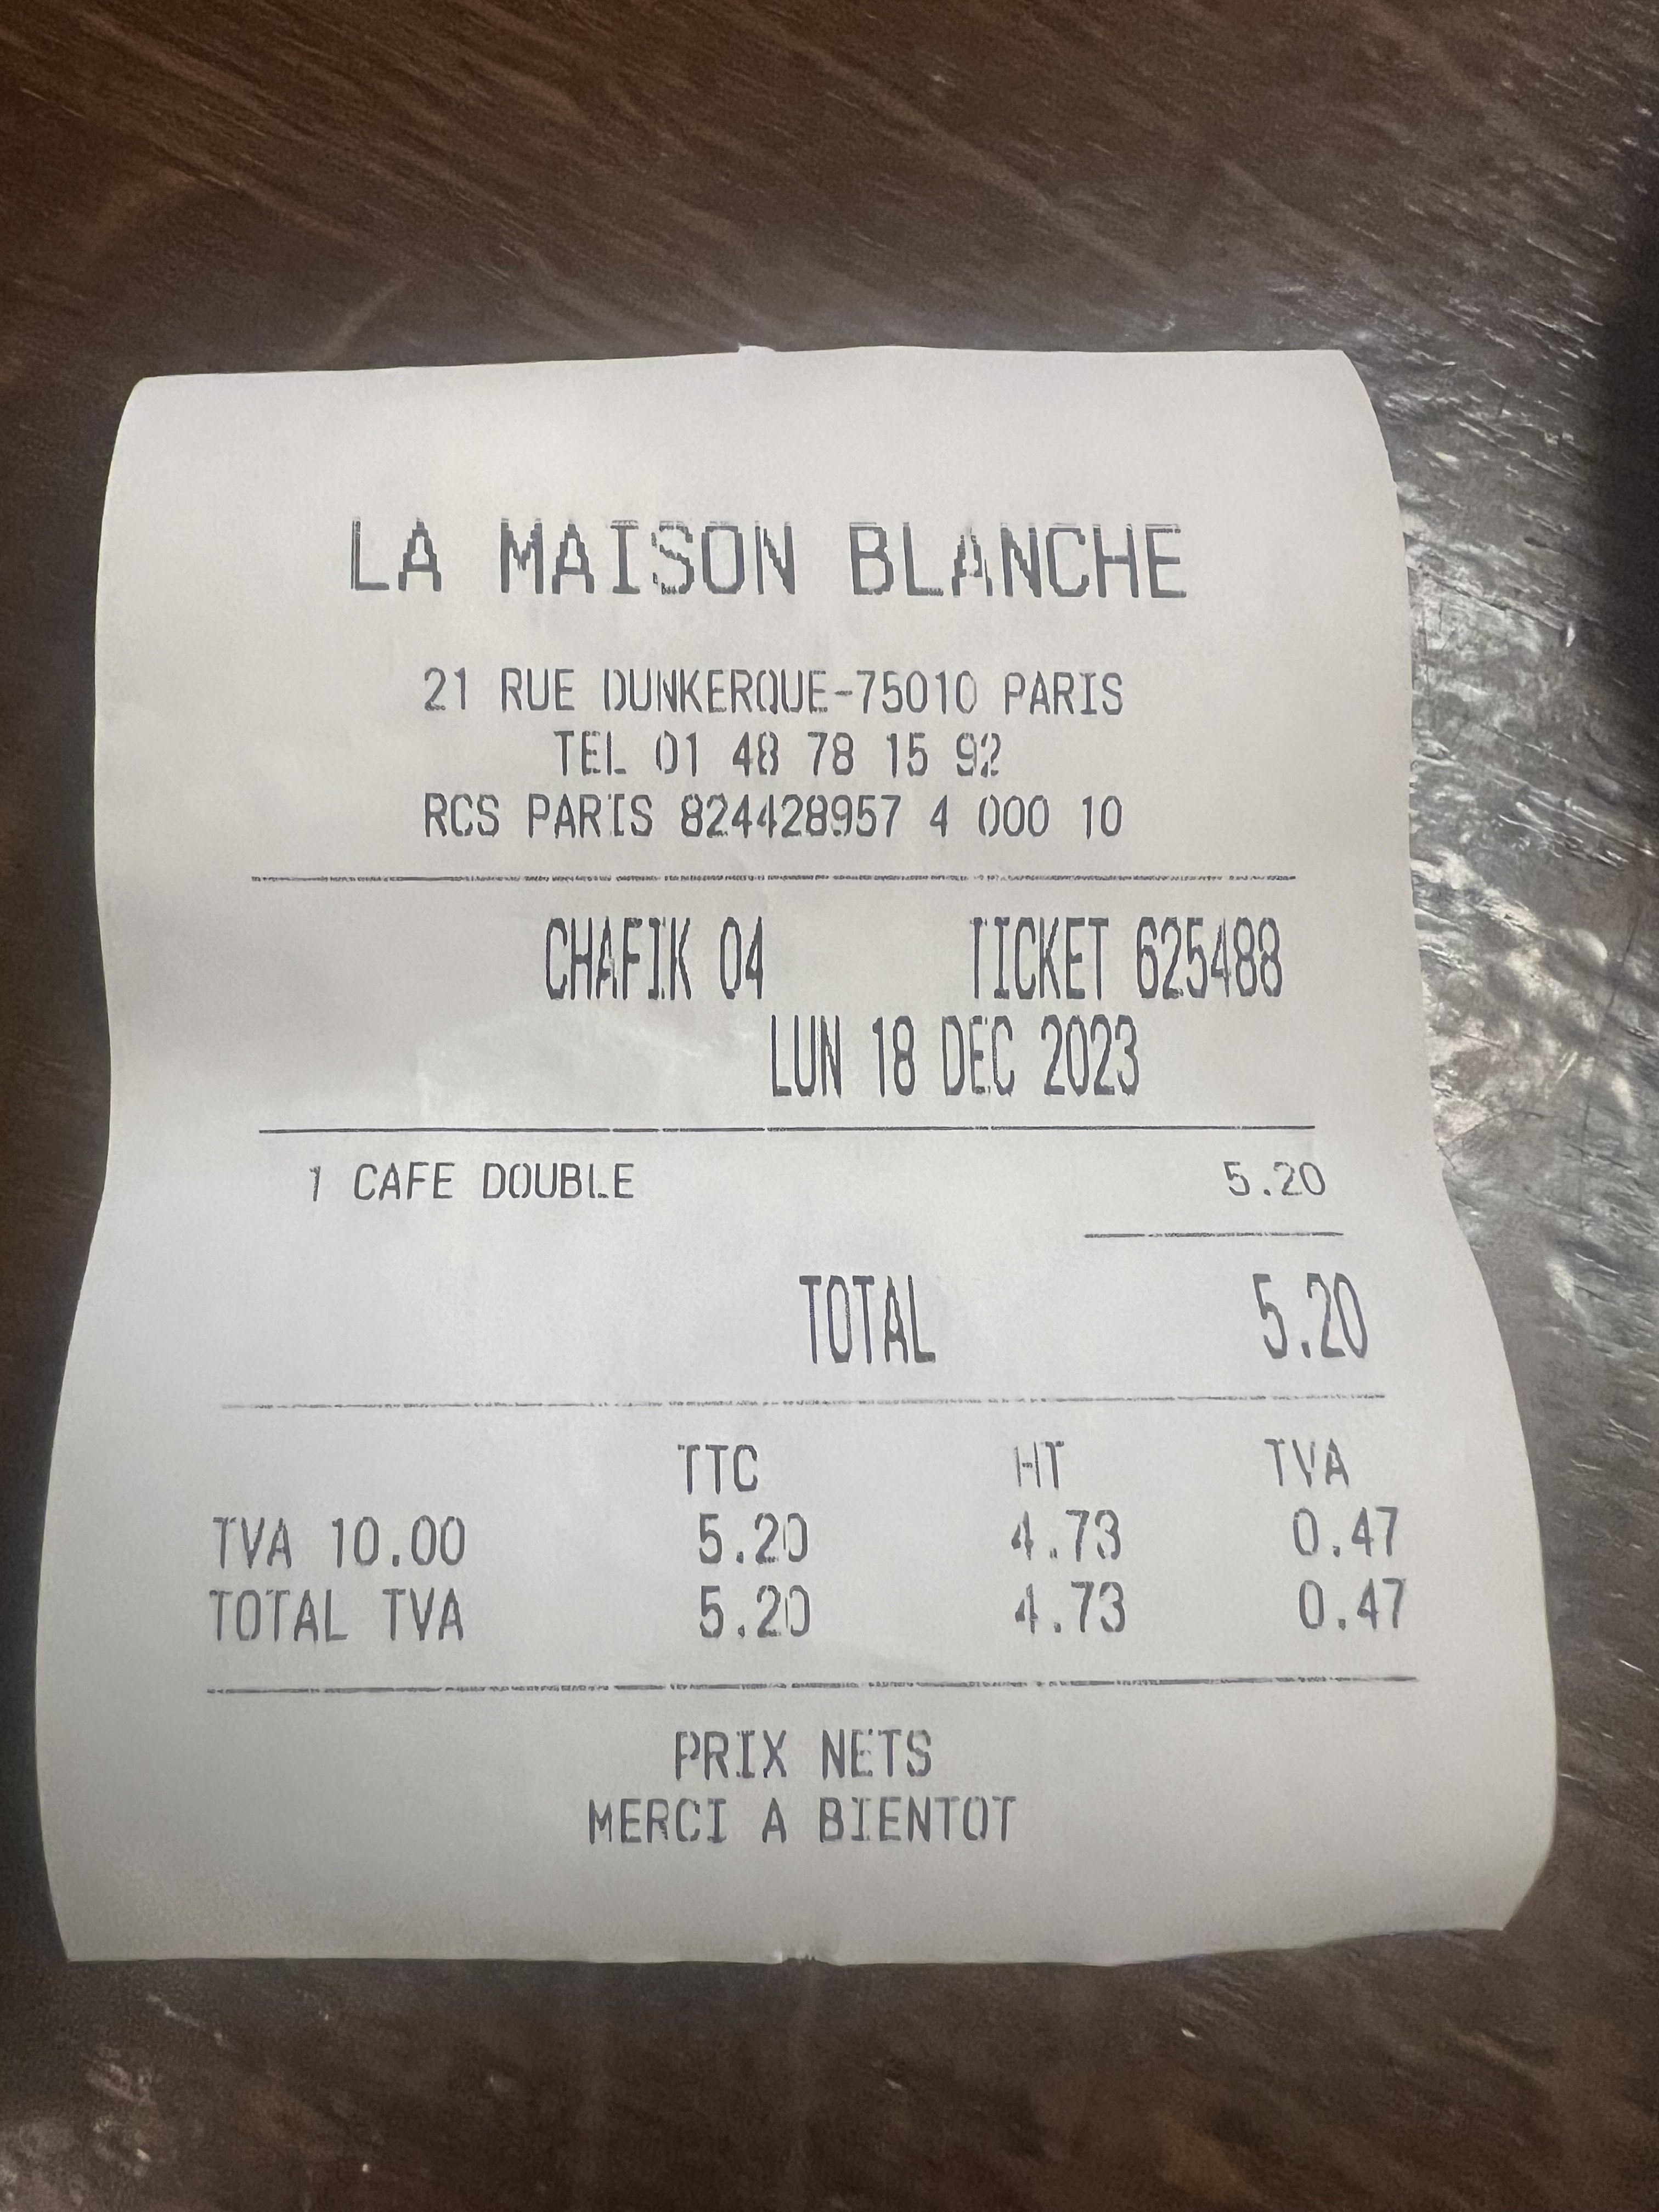 LA MAISON BLANCHE
21 RUE DUNKERQUE-75010 PARIS
TEL 01 48 78 15 92
RCS PARIS 824428957 4 000 10
CHAFIK 04 TICKET 625488
LUN 18 DEC 2023
1 CAFE DOUBLE 5.20
TOTAL 5.20
TTC HT TVA
TVA 10.00 5.20 4.73 0.47
TOTAL TVA 5.20 4.73 0.47
PRIX NETS
MERCI A BIENTOT